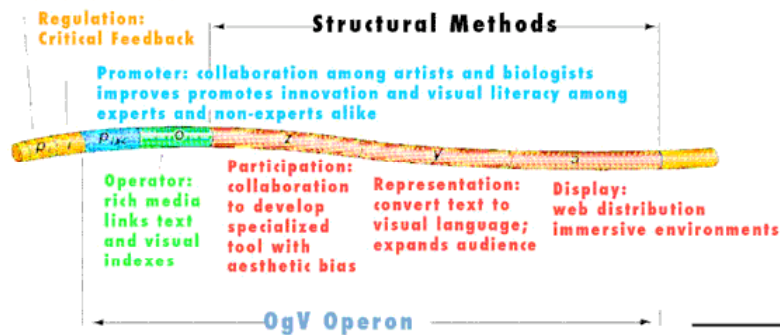 Regulation:
Critical Feedback
Structural Methods
Promoter: collaboration among artists and biologists
improves promotes innovation and visual literacy among
experts and non-experts alike
o
z
y
a
Operator:
rich media
links text
and visual
indexes
Participation:
collaboration
to develop
specialized
tool with
aesthetic bias
Representation:
convert text to
visual language;
expands audience
Display:
web distribution
immersive environments
OgV Operon